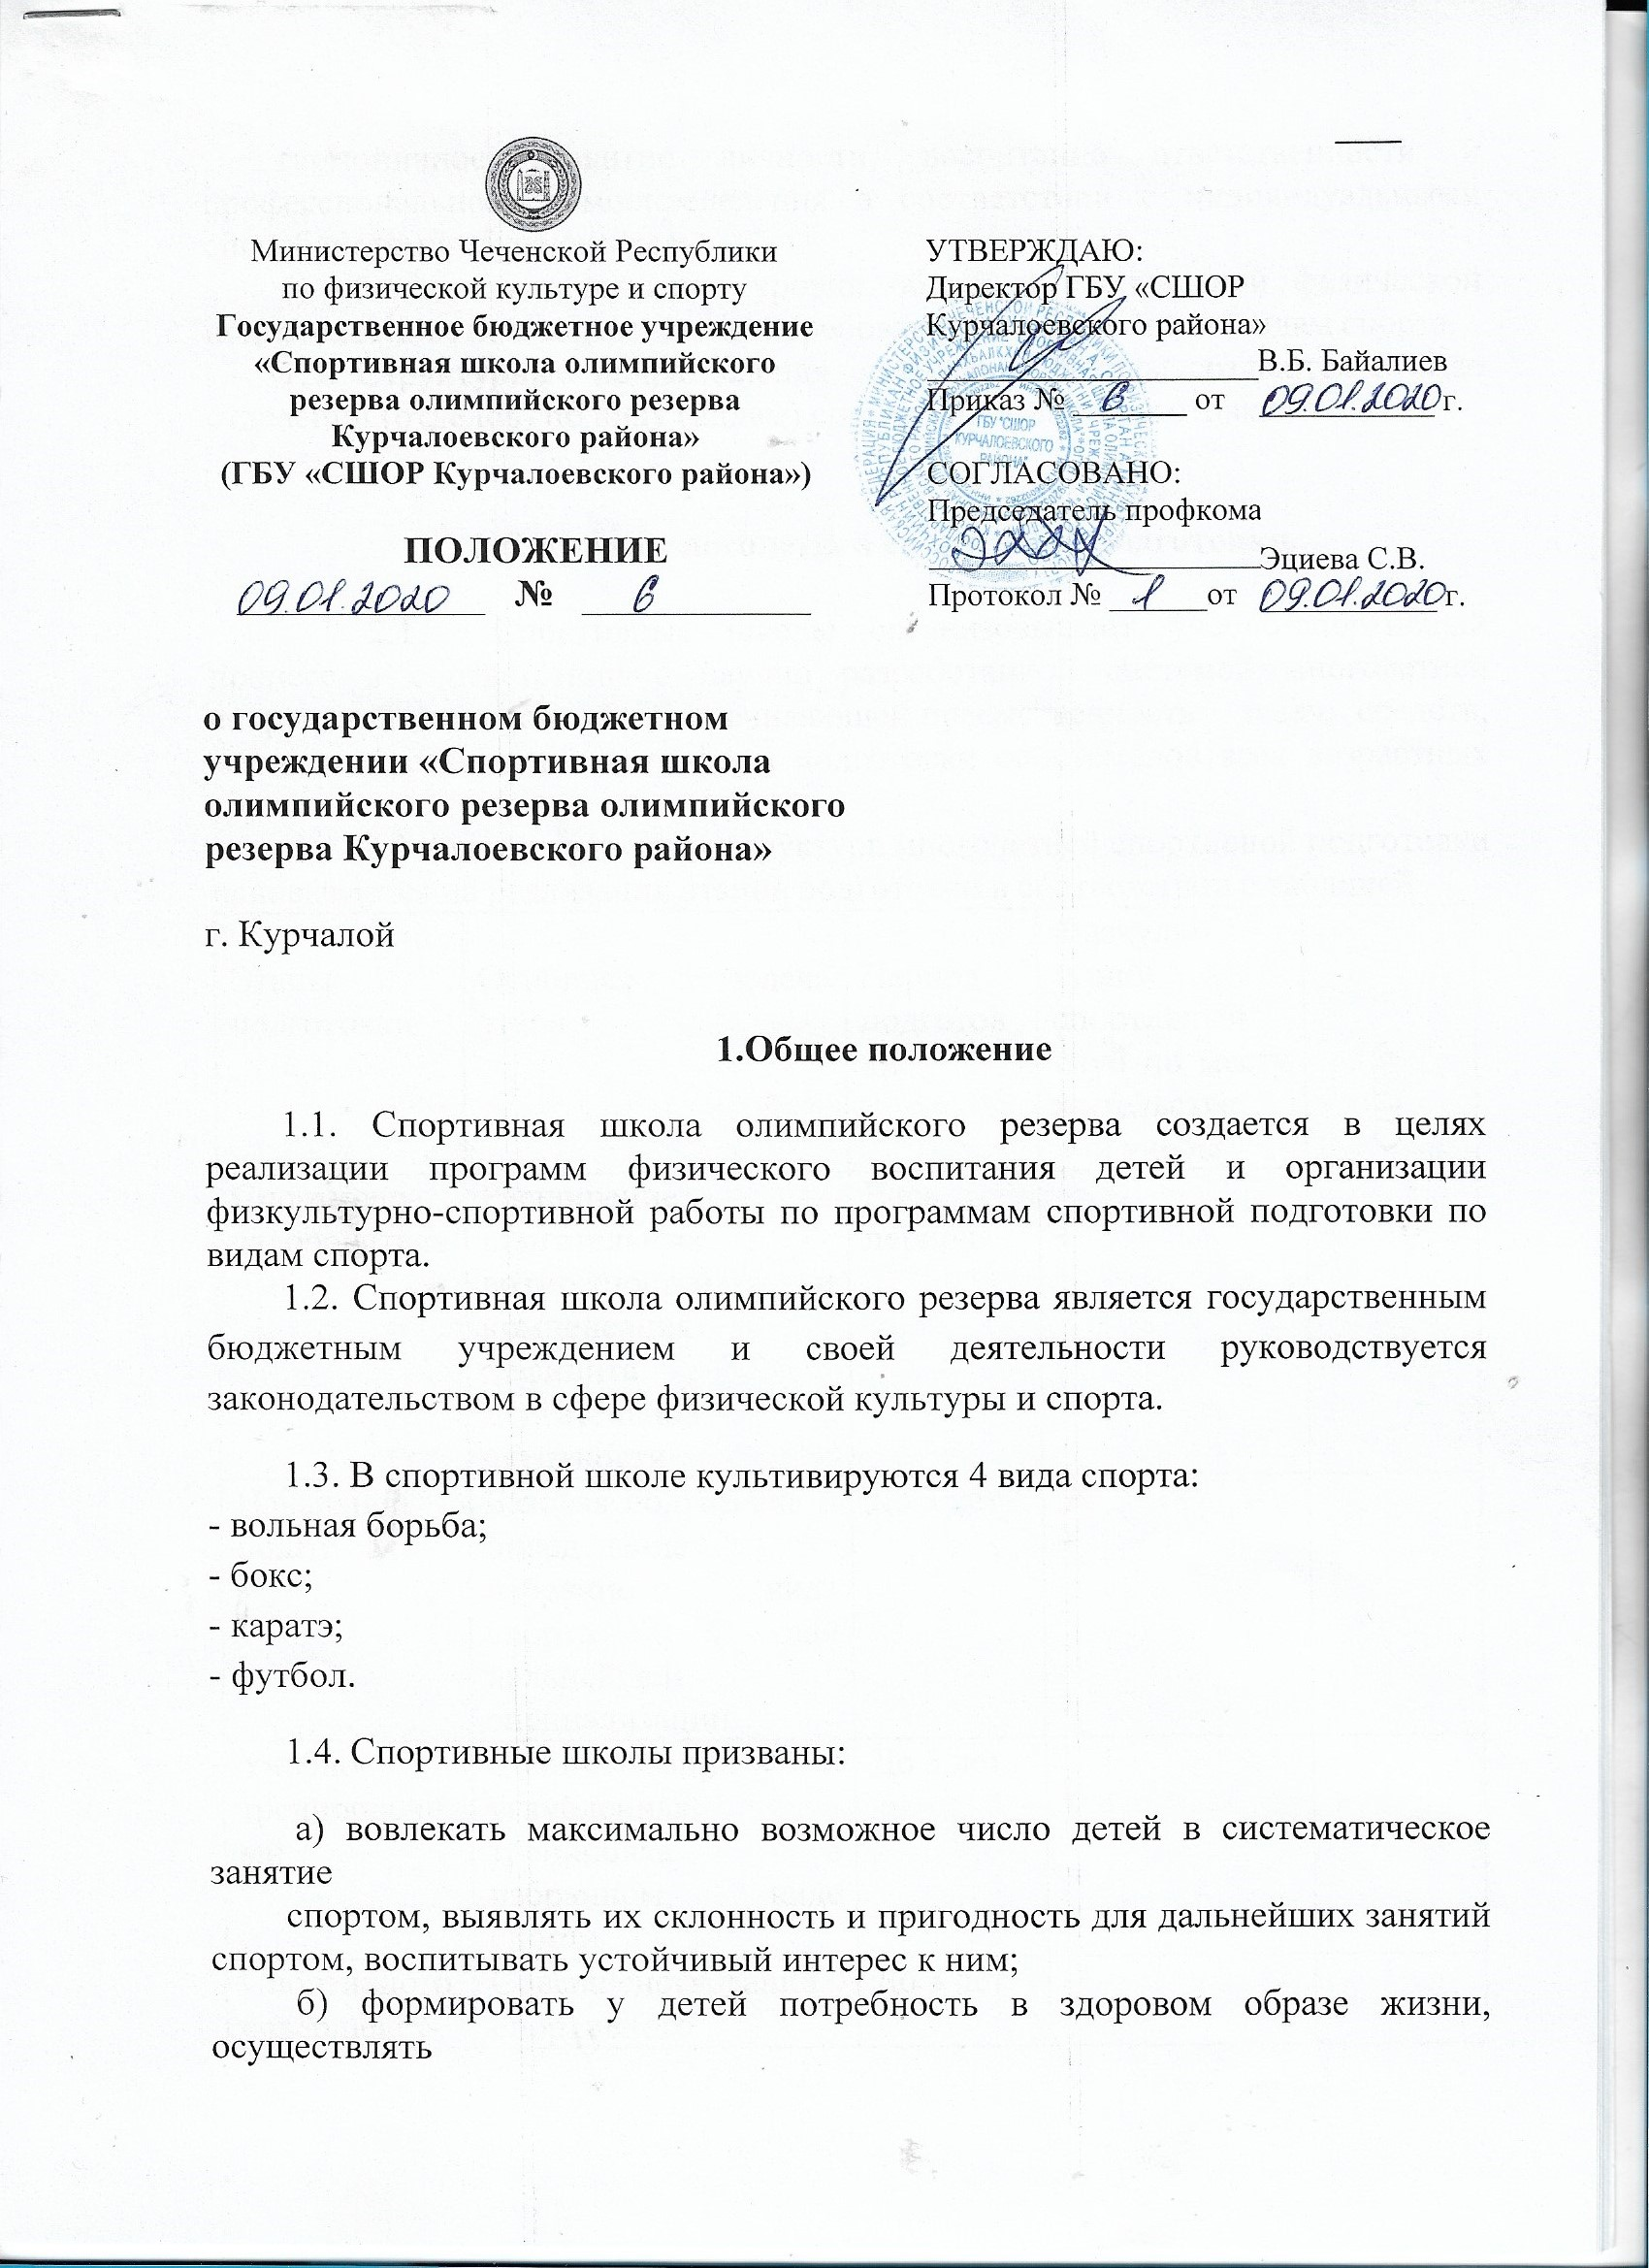 Министерство Чеченской Республики
по физической культуре и спорту
Государственное бюджетное учреждение
«Спортивная школа олимпийского
резерва олимпийского резерва
Курчалоевского района»
(ГБУ «СШОР Курчалоевского района»)
ПОЛОЖЕНИЕ
09.01.2020 № 6
УТВЕРЖДАЮ:
Директор ГБУ «СШОР
Курчалоевского района»
В.Б. Байалиев
Приказ № 6 от 09.01.2020 г.
СОГЛАСОВАНО:
Председатель профкома
Эциева С.В.
Протокол № 1 от 09.01.2020 г.
ГБУ "СШОР
КУРЧАЛОЕВСКОГО
РАЙОНА"
о государственном бюджетном
учреждении «Спортивная школа
олимпийского резерва олимпийского
резерва Курчалоевского района»
г. Курчалой
1.Общее положение
1.1. Спортивная школа олимпийского резерва создается в целях
реализации программ физического воспитания детей и организации
физкультурно-спортивной работы по программам спортивной подготовки по
видам спорта.
1.2. Спортивная школа олимпийского резерва является государственным
бюджетным учреждением и своей деятельности руководствуется
законодательством в сфере физической культуры и спорта.
1.3. В спортивной школе культивируются 4 вида спорта:
- вольная борьба;
- бокс;
- каратэ;
- футбол.
1.4. Спортивные школы призваны:
а) вовлекать максимально возможное число детей в систематическое
занятие
спортом, выявлять их склонность и пригодность для дальнейших занятий
спортом, воспитывать устойчивый интерес к ним;
б) формировать у детей потребность в здоровом образе жизни,
осуществлять